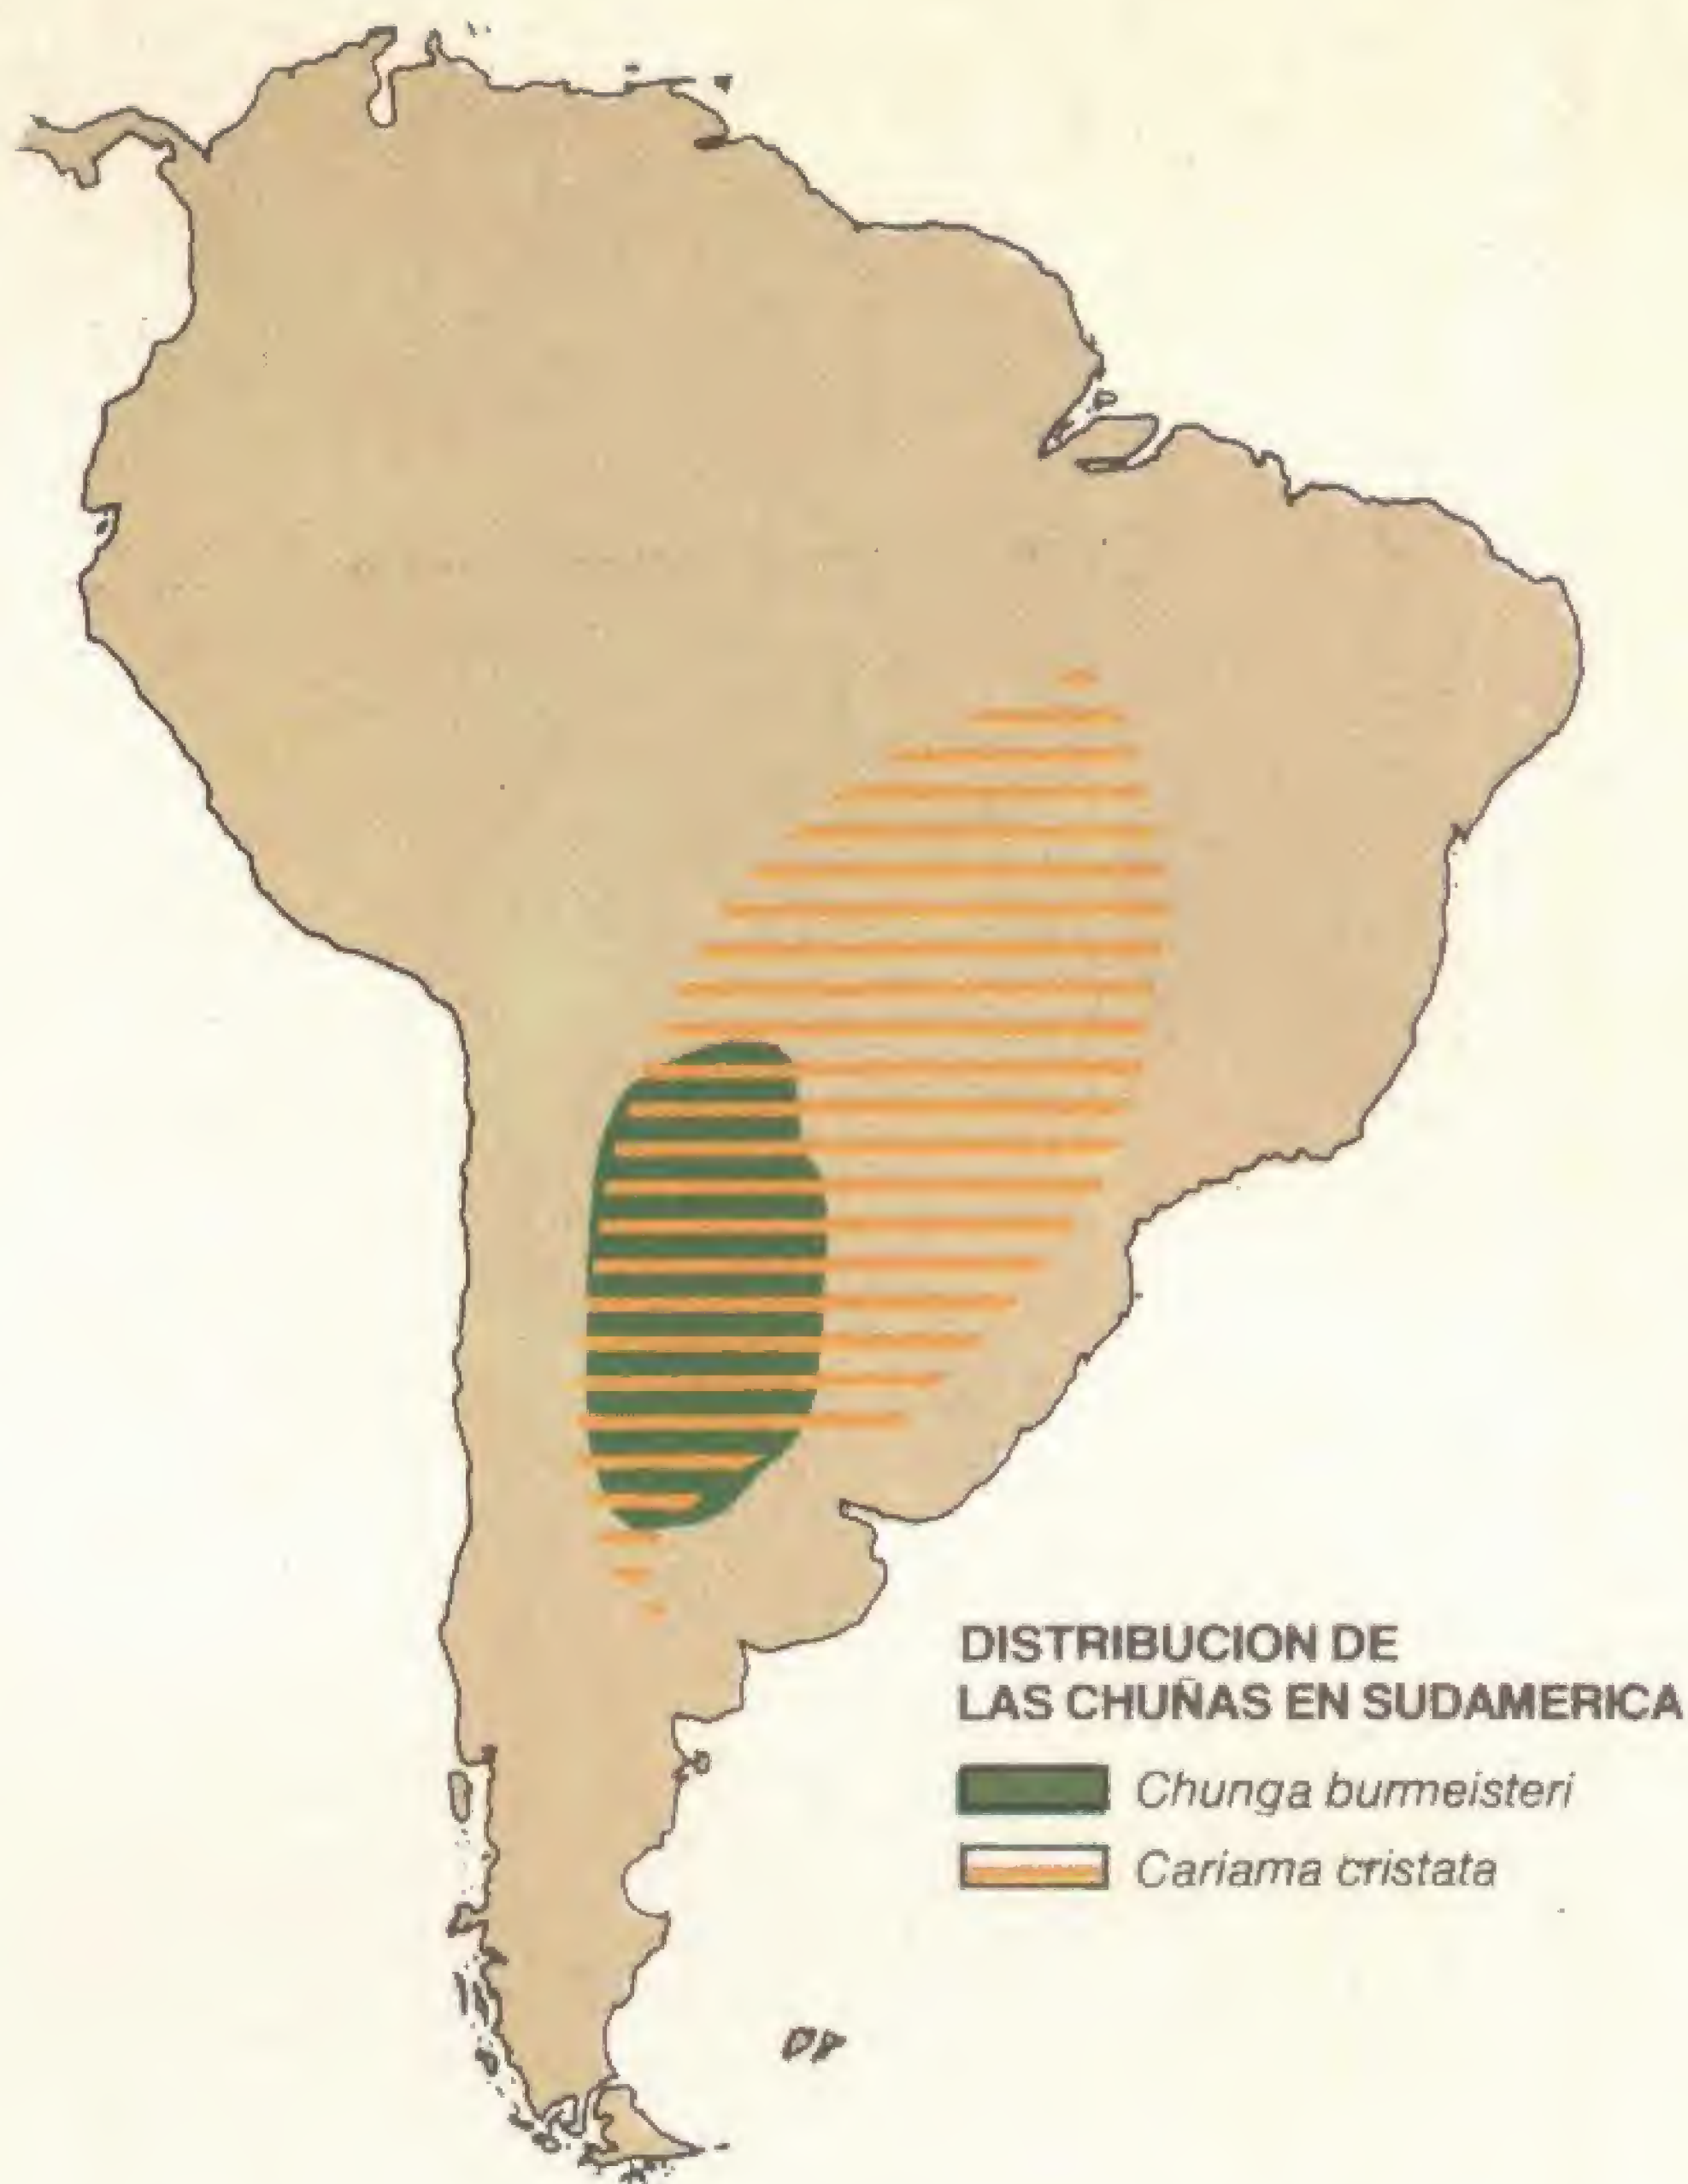 DISTRIBUCION DE
LAS CHUÑAS EN SUDAMERICA
Chunga burmeisteri
Cariama cristata